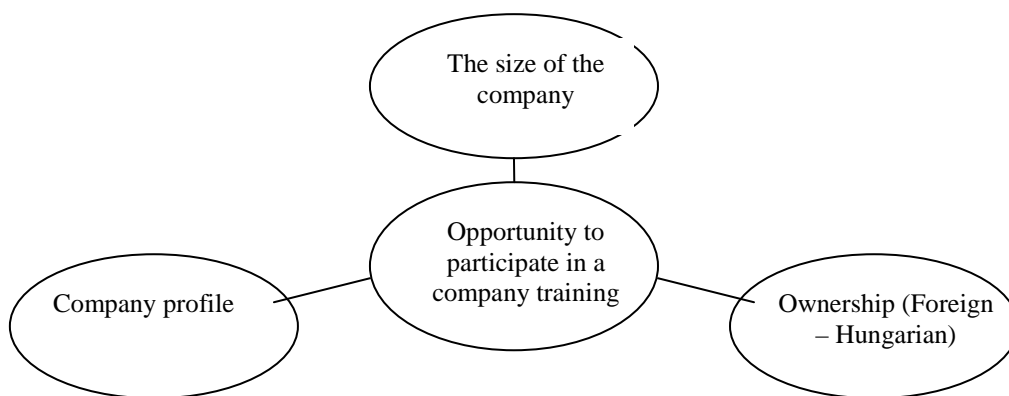 The size of the
company
Opportunity to
participate in a
company training
Company profile
Ownership (Foreign
– Hungarian)